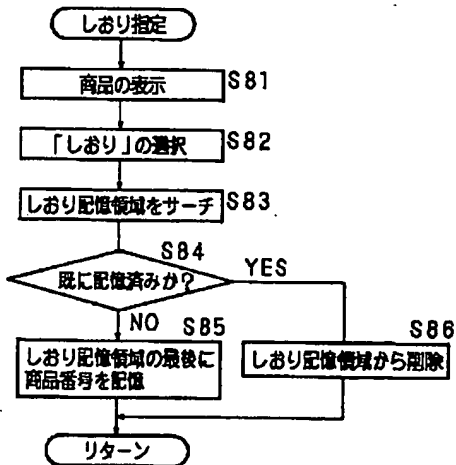 しおり指定
商品の表示
S81
「しおり」の選択
S82
しおり記憶領域をサーチ
S83
S84
既に記憶済みか?
YES
NO
S85
しおり記憶領域の最後に
商品番号を記憶
S86
しおり記憶領域から削除
リターン